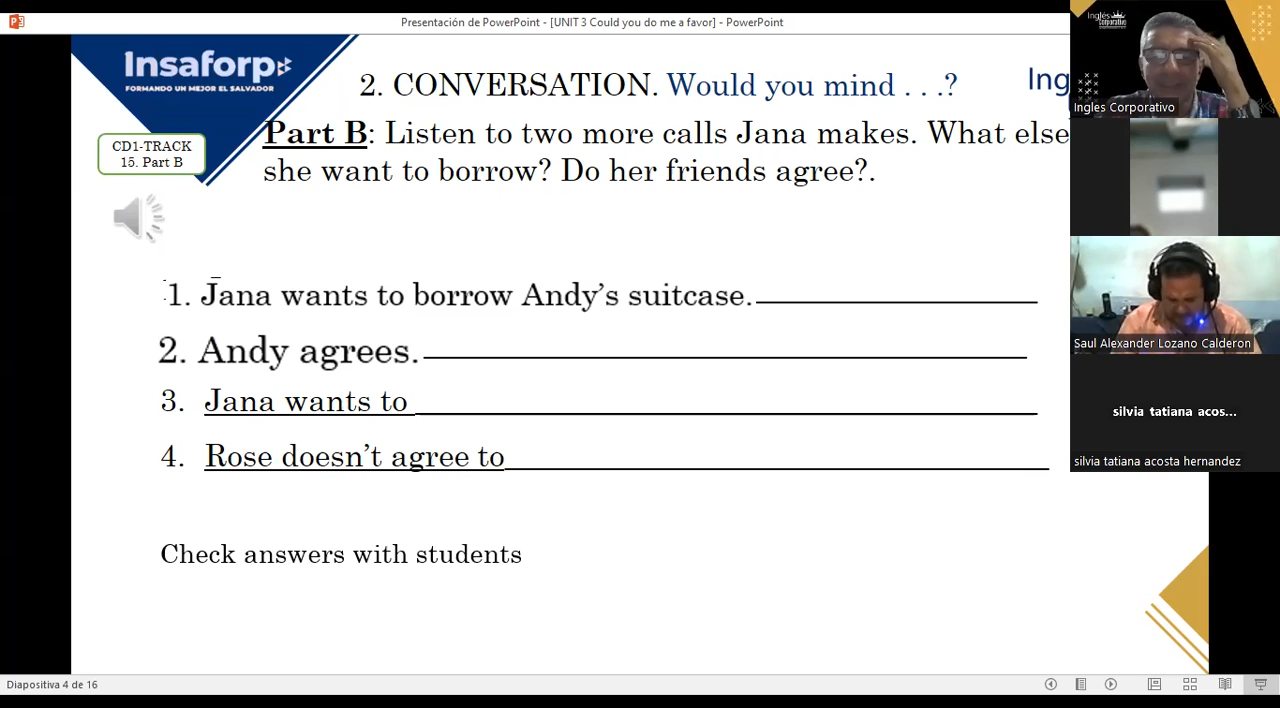 Presentación de PowerPoint - [UNIT 3 Could you do me a favor] - PowerPoint
Insaforp
FORMANDO UN MEJOR EL SALVADOR
2. CONVERSATION. Would you mind . . .?
Ing
CD1-TRACK
15. Part B
Part B: Listen to two more calls Jana makes. What else
she want to borrow? Do her friends agree?.
1. Jana wants to borrow Andy’s suitcase.
2. Andy agrees.
3. Jana wants to
4. Rose doesn’t agree to
Check answers with students
Diapositiva 4 de 16
Inglés
Corporativo
Ingles Corporativo
Saul Alexander Lozano Calderon
silvia tatiana acos...
silvia tatiana acosta hernandez